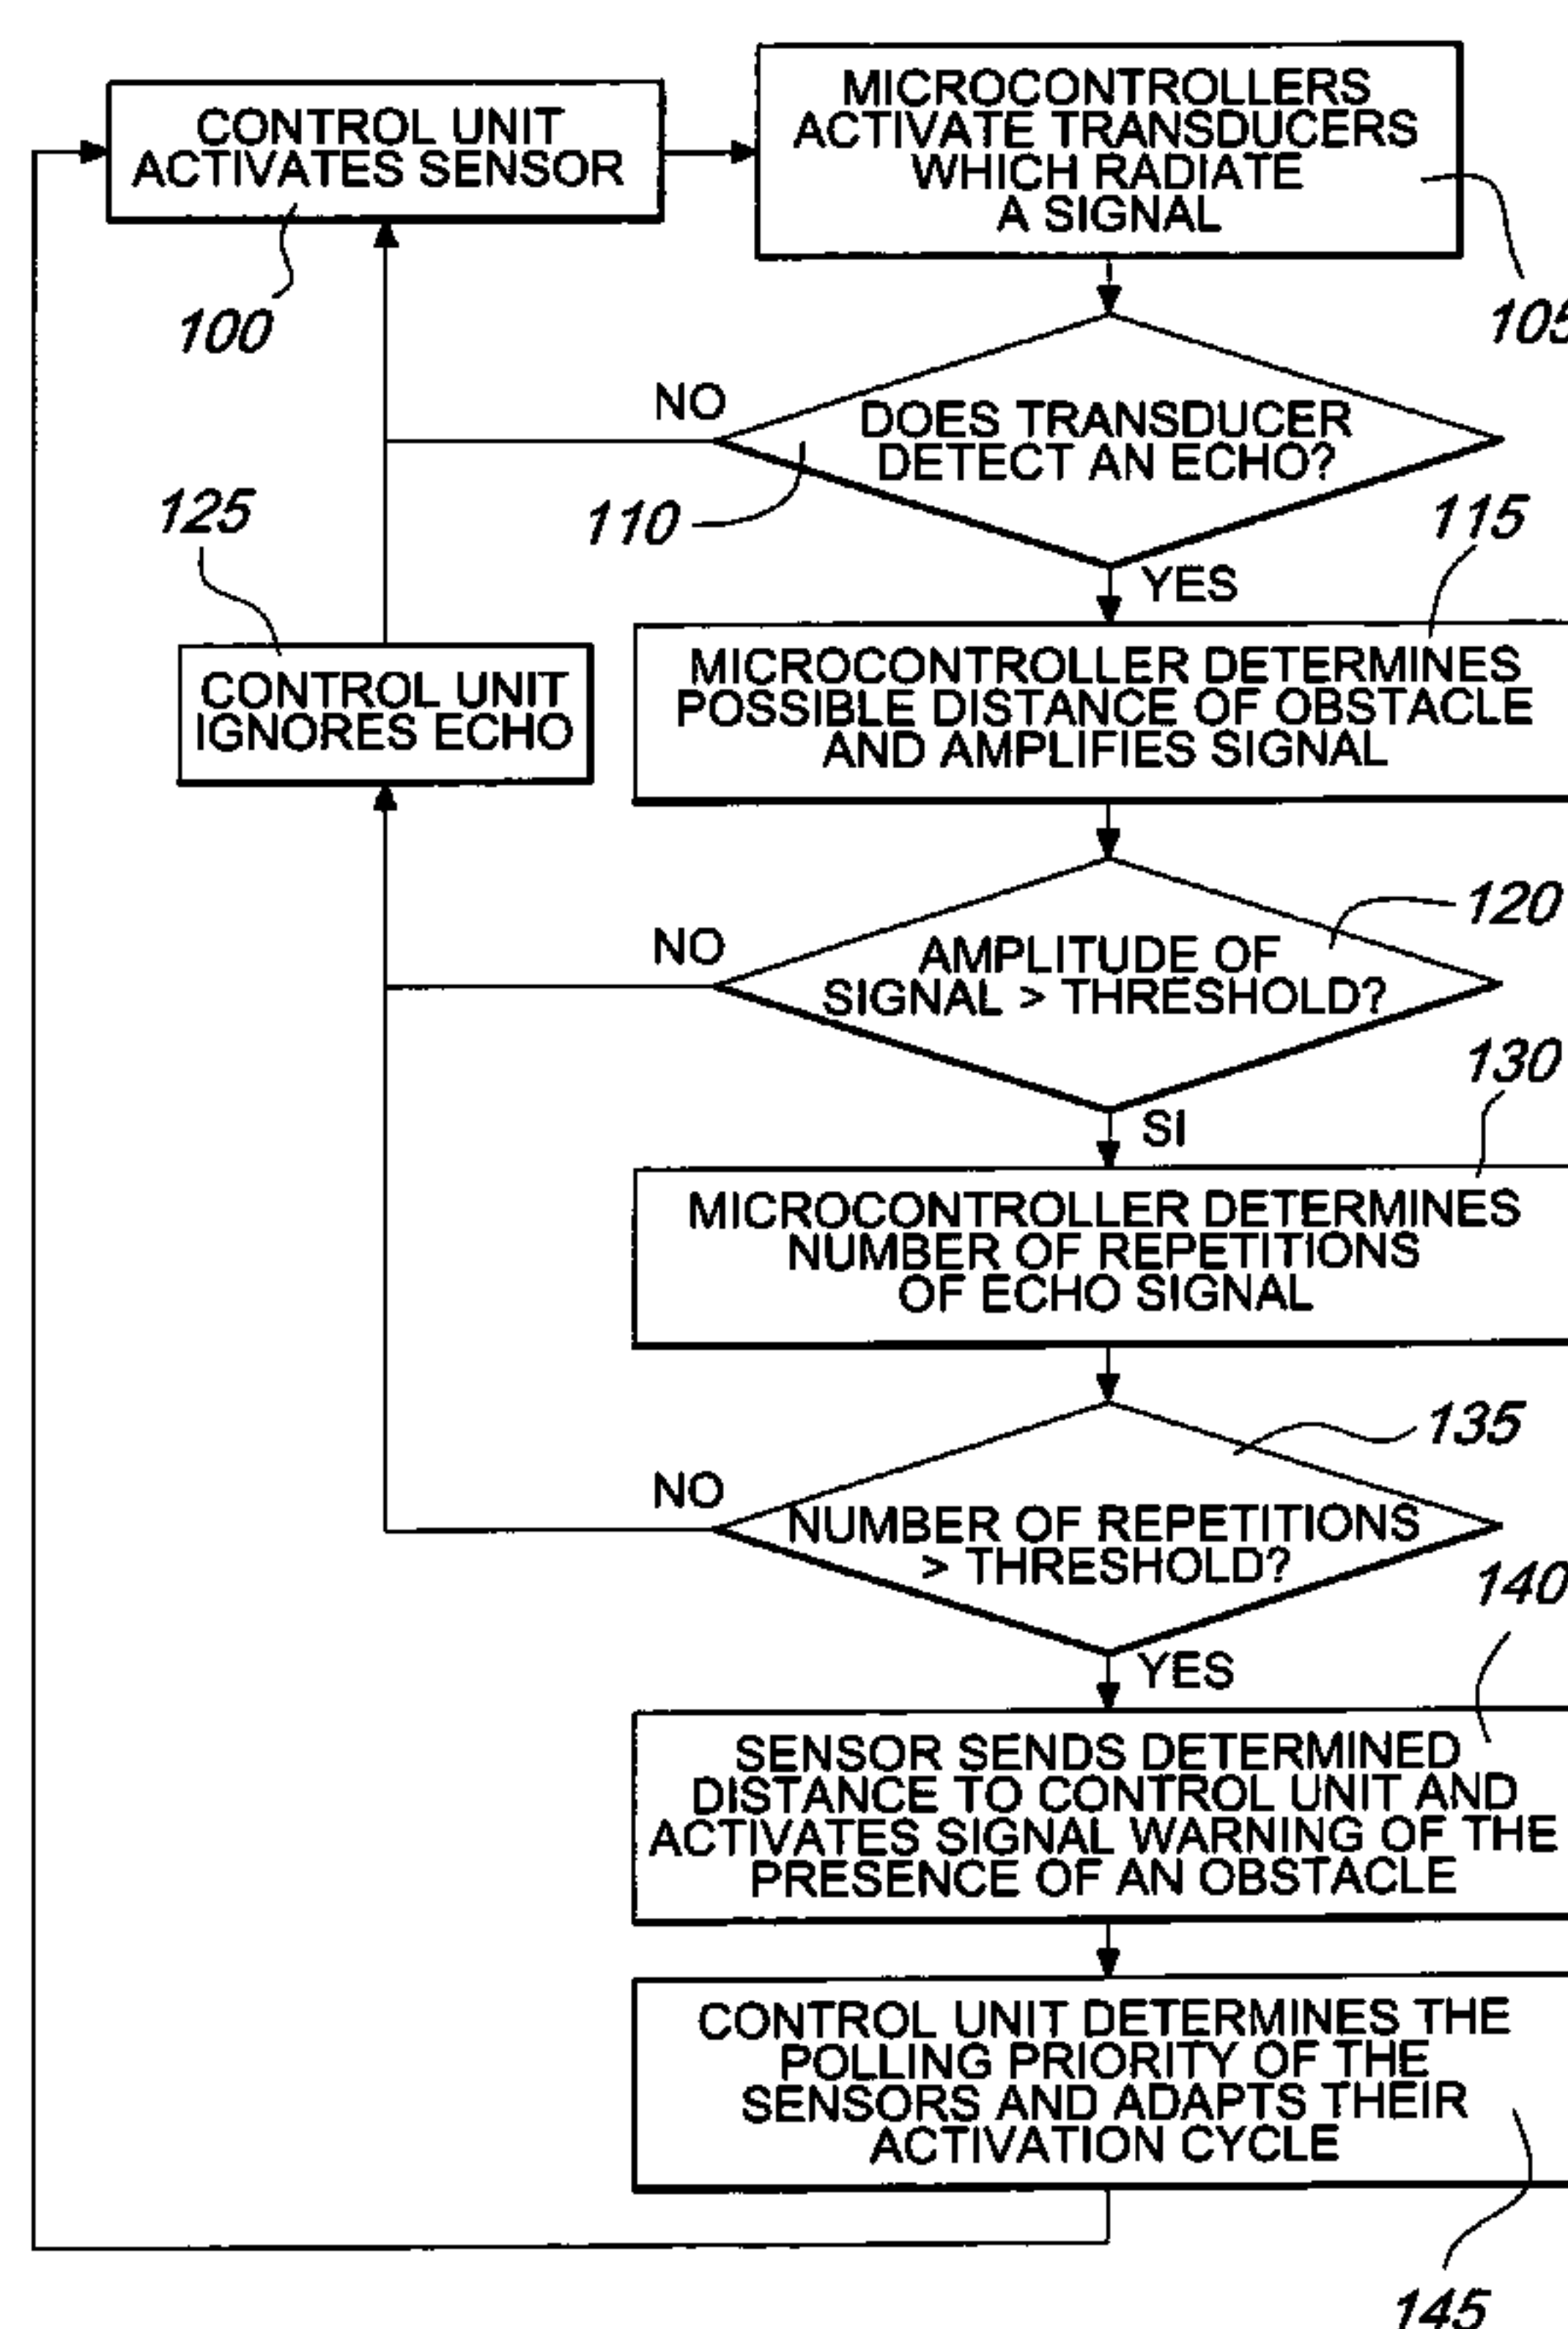 CONTROL UNIT
ACTIVATES SENSOR
100
MICROCONTROLLERS
ACTIVATE TRANSDUCERS
WHICH RADIATE
A SIGNAL
105
NO
DOES TRANSDUCER
DETECT AN ECHO?
110
YES
115
125
CONTROL UNIT
IGNORES ECHO
MICROCONTROLLER DETERMINES
POSSIBLE DISTANCE OF OBSTACLE
AND AMPLIFIES SIGNAL
120
NO
AMPLITUDE OF
SIGNAL > THRESHOLD?
SI
130
MICROCONTROLLER DETERMINES
NUMBER OF REPETITIONS
OF ECHO SIGNAL
135
NO
NUMBER OF REPETITIONS
> THRESHOLD?
YES
140
SENSOR SENDS DETERMINED
DISTANCE TO CONTROL UNIT AND
ACTIVATES SIGNAL WARNING OF THE
PRESENCE OF AN OBSTACLE
CONTROL UNIT DETERMINES THE
POLLING PRIORITY OF THE
SENSORS AND ADAPTS THEIR
ACTIVATION CYCLE
145